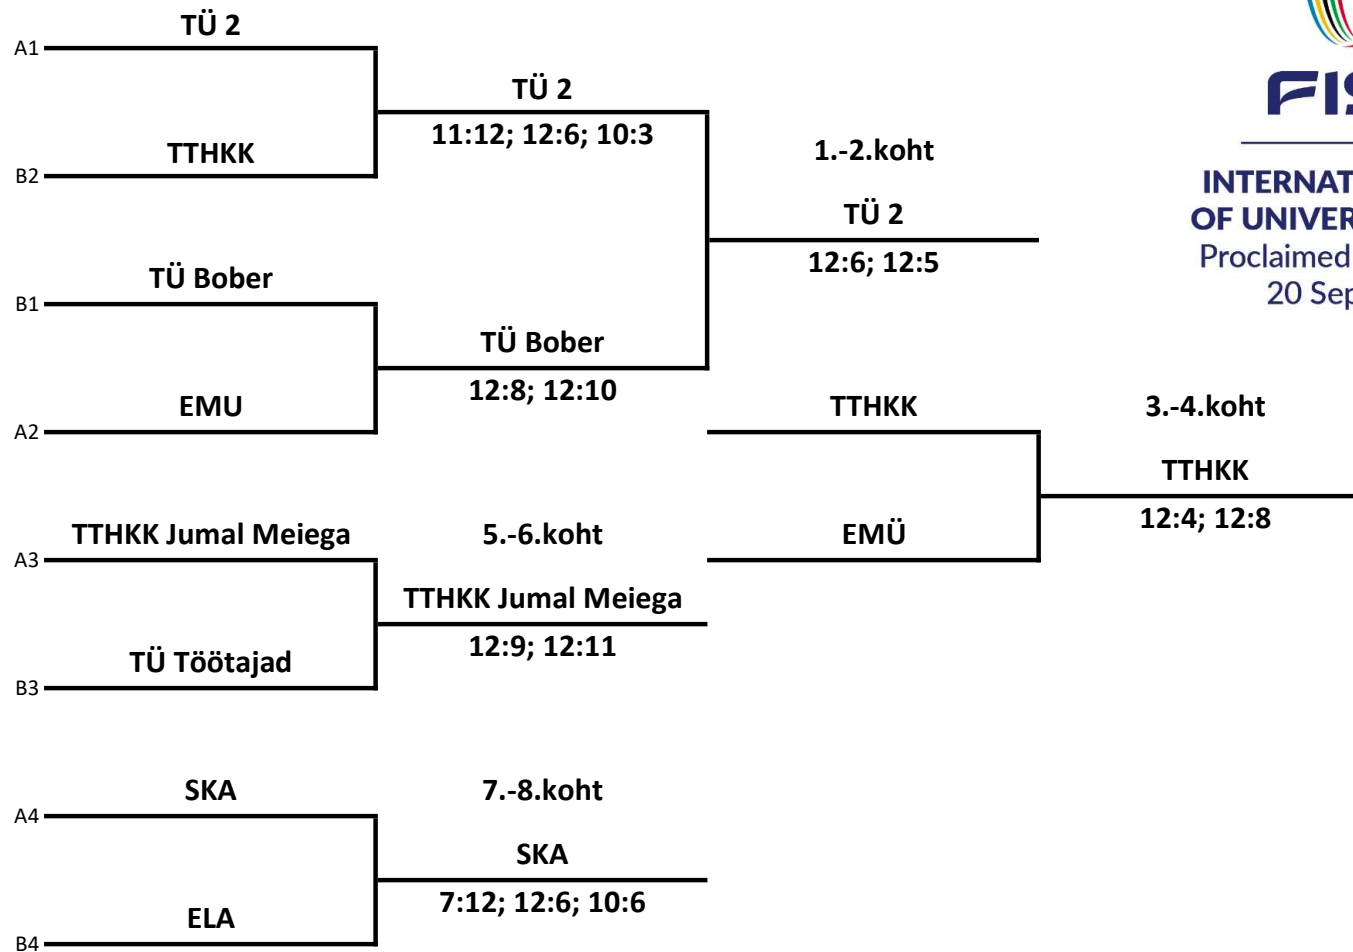 TÜ 2
A1
TÜ 2
11:12; 12:6; 10:3
TTHKK
B2
1.-2.koht
TÜ 2
12:6; 12:5
TÜ Bober
B1
TÜ Bober
12:8; 12:10
EMU
A2
TTHKK
3.-4.koht
TTHKK
12:4; 12:8
EMÜ
TTHKK Jumal Meiega
A3
5.-6.koht
TTHKK Jumal Meiega
12:9; 12:11
TÜ Töötajad
B3
SKA
A4
7.-8.koht
SKA
7:12; 12:6; 10:6
ELA
B4
INTERNAT
OF UNIVER
Proclaimed
20 Sep